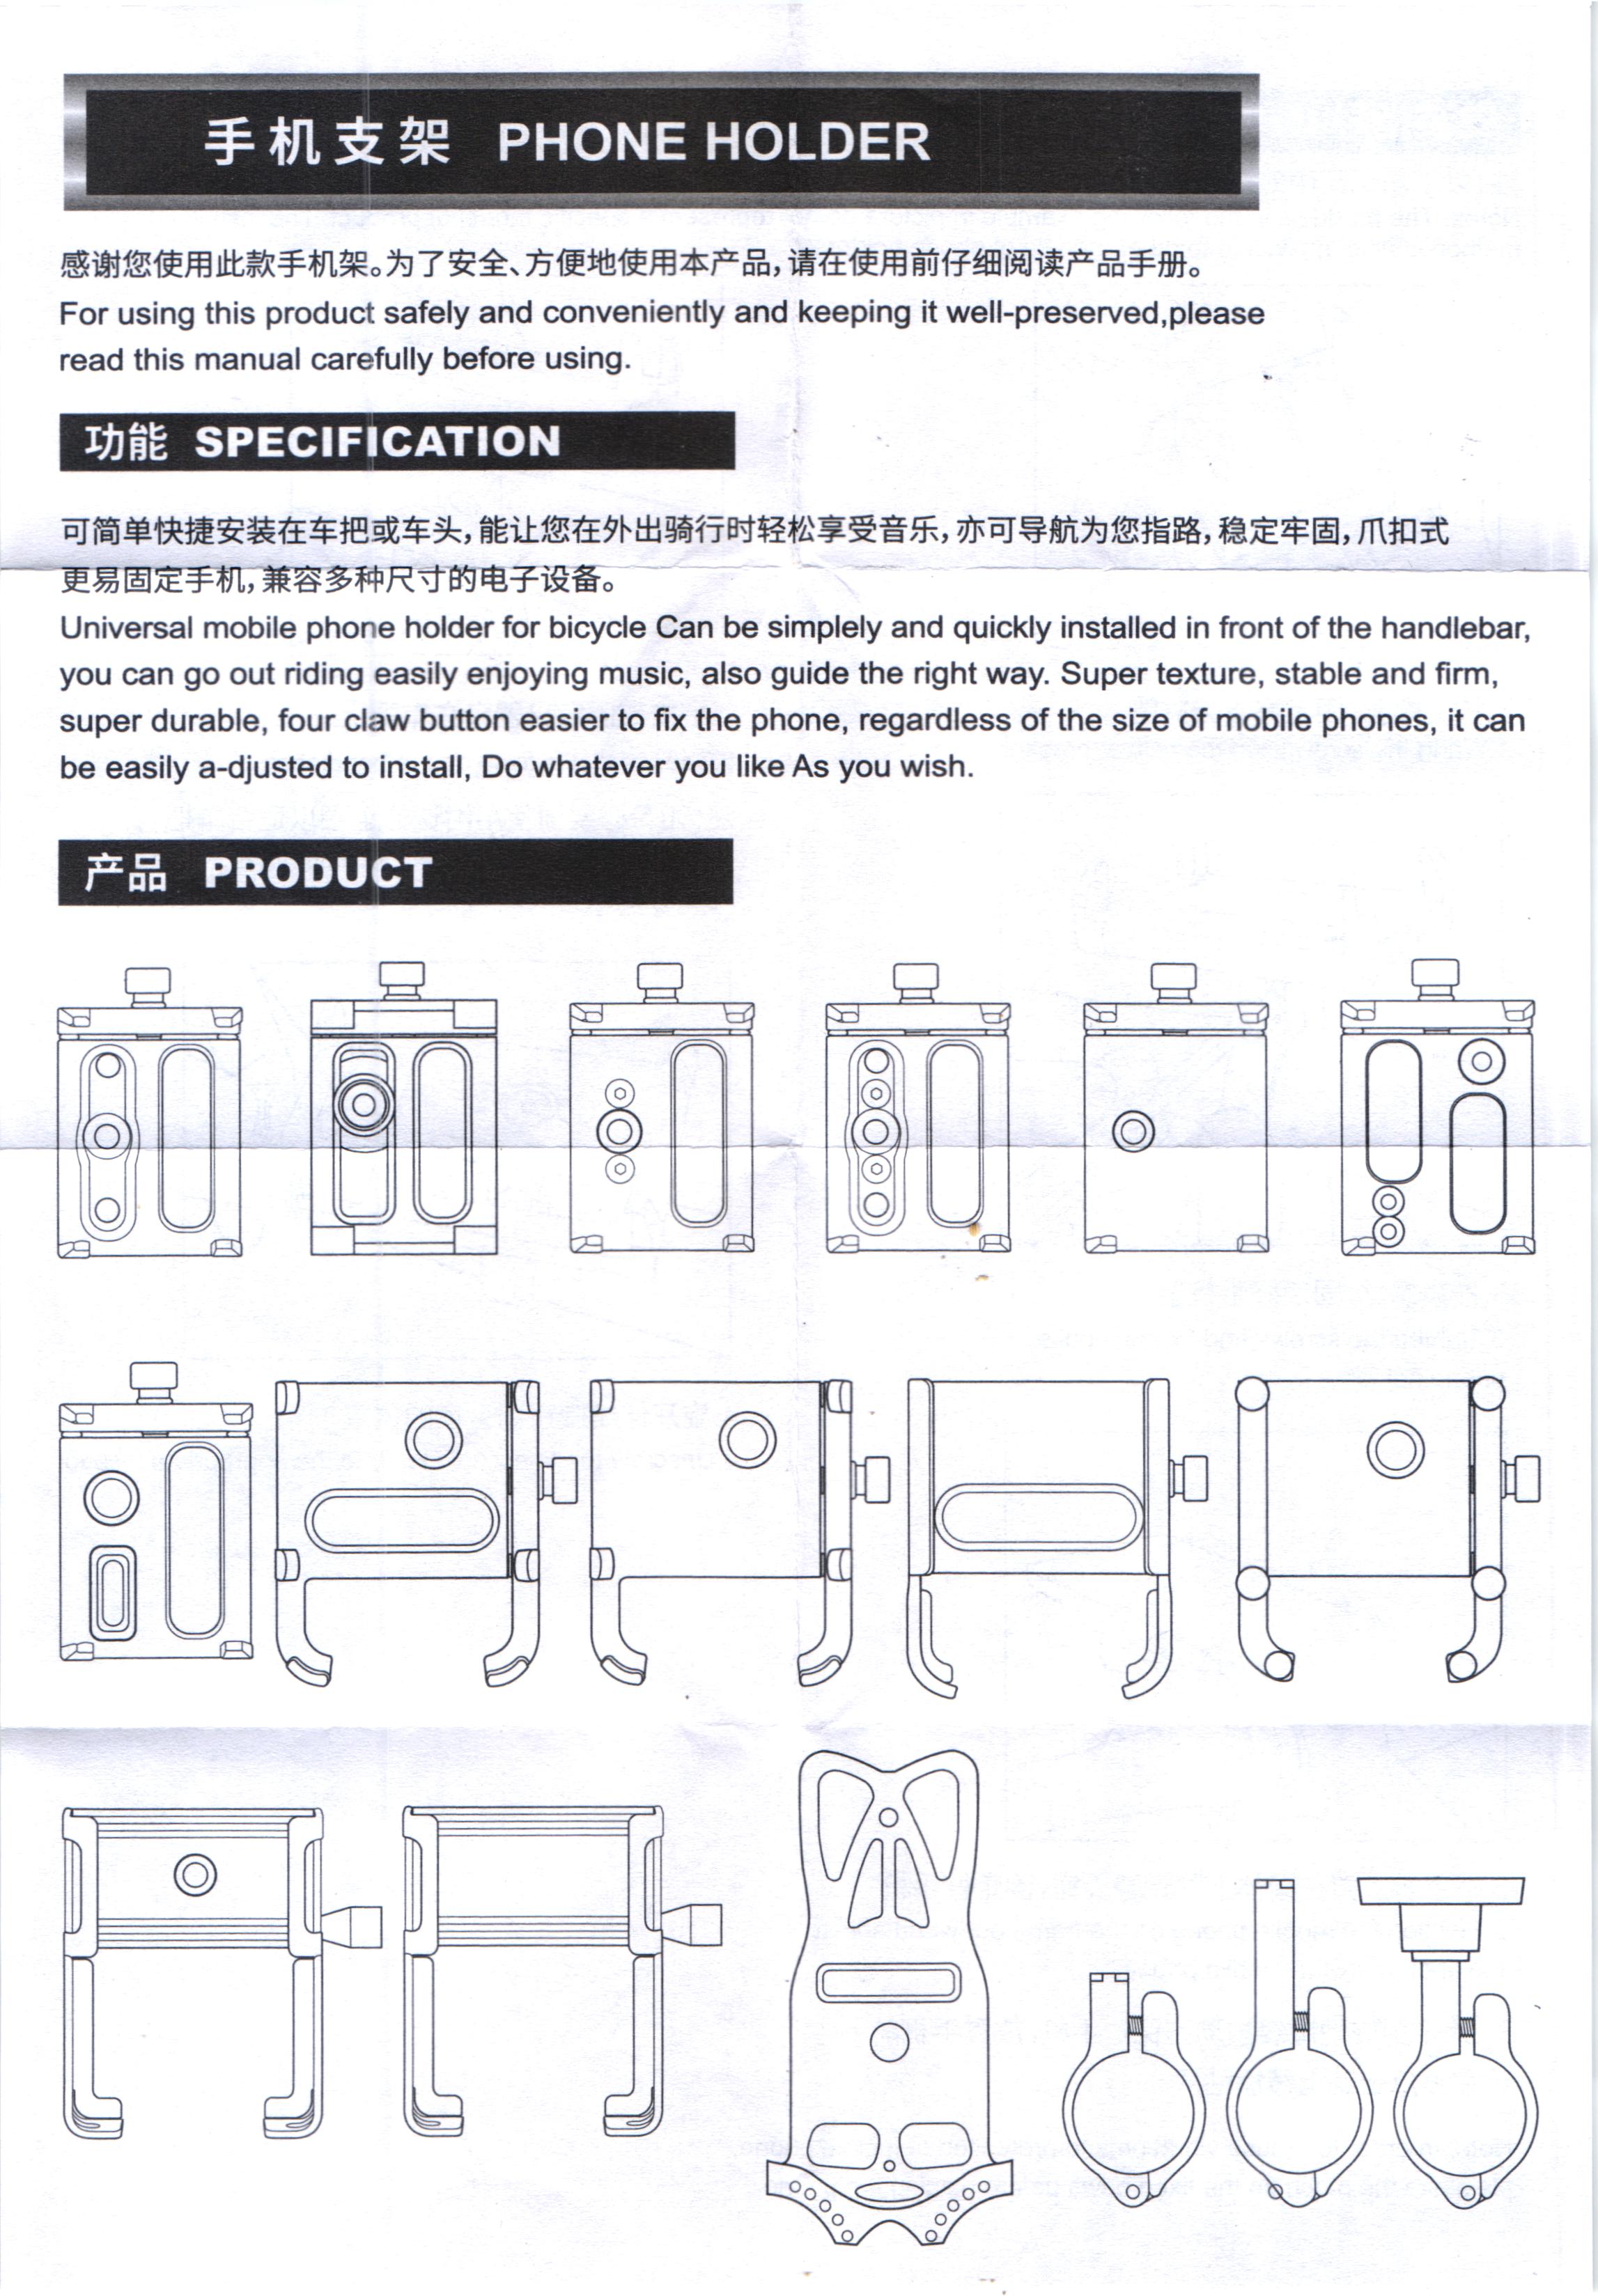 手机支架 PHONE HOLDER
感谢您使用此款手机架。为了安全、方便地使用本产品,请在使用前仔细阅读产品手册。
For using this product safely and conveniently and keeping it well-preserved,please
read this manual carefully before using.
功能 SPECIFICATION
可简单快捷安装在车把或车头,能让您在外出骑行时轻松享受音乐,亦可导航为您指路,稳定牢固,爪扣式
更易固定手机,兼容多种尺寸的电子设备。
Universal mobile phone holder for bicycle Can be simplely and quickly installed in front of the handlebar,
you can go out riding easily enjoying music, also guide the right way. Super texture, stable and firm,
super durable, four claw button easier to fix the phone, regardless of the size of mobile phones, it can
be easily a-djusted to install, Do whatever you like As you wish.
产品 PRODUCT